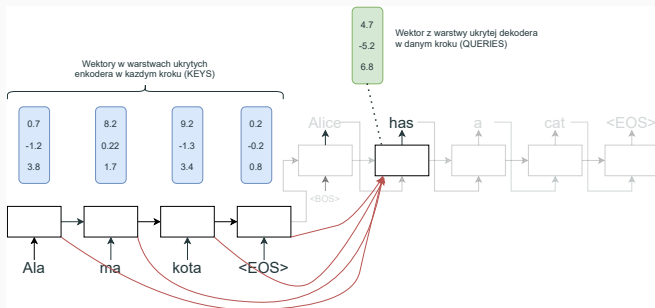 4.7
-5.2
6.8
Wektor z warstwy ukrytej dekodera
w danym kroku (QUERIES)
Wektory w warstwach ukrytych
enkodera w kazdym kroku (KEYS)
0.7
-1.2
3.8
8.2
0.22
1.7
9.2
-1.3
3.4
0.2
-0.2
0.8
Alice has a cat <EOS>
<BOS>
Ala ma kota <EOS>